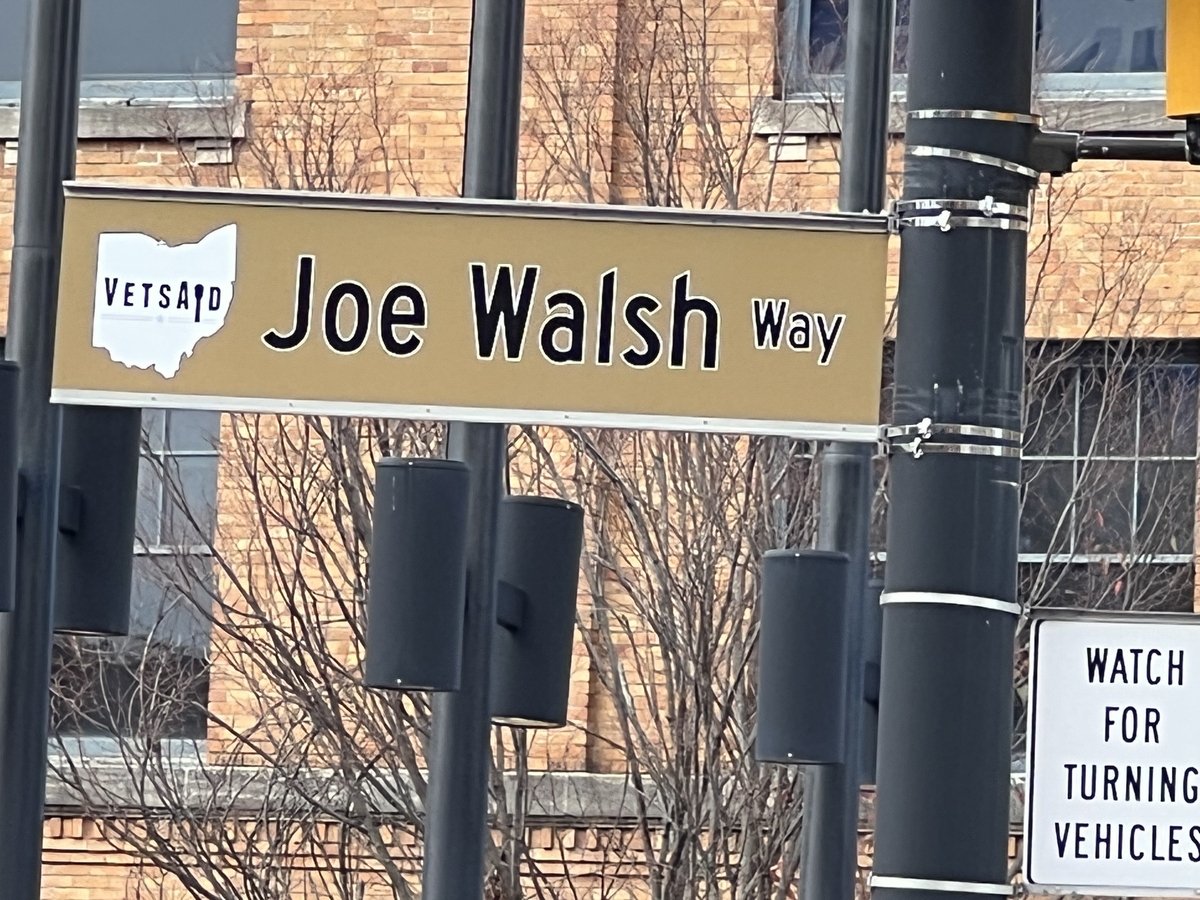 VETSAID
Joe Walsh Way
WATCH
FOR
TURNING
VEHICLES